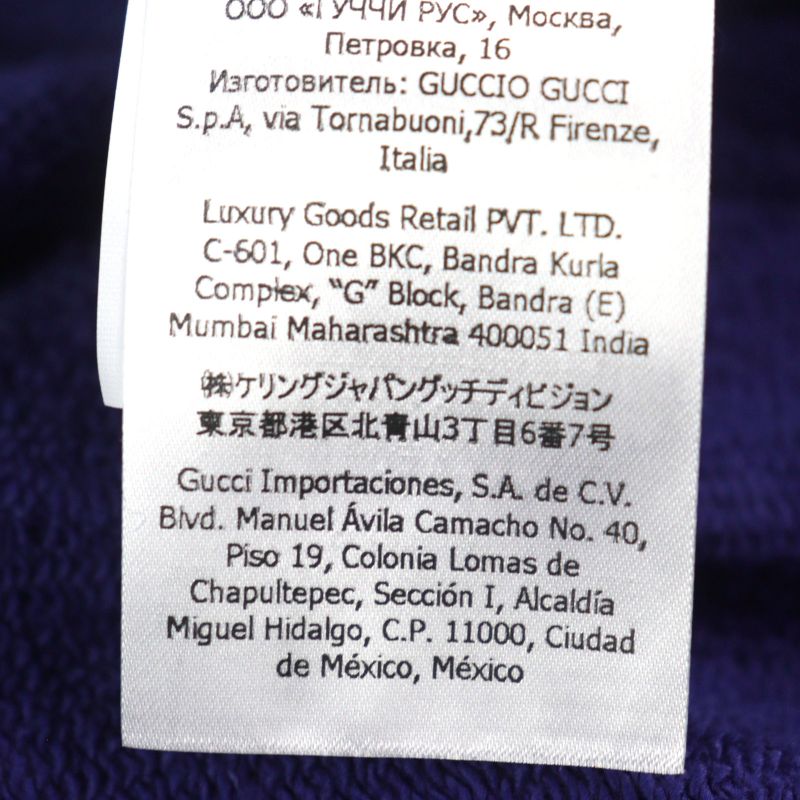 ООО «ГУЧЧИ РУС», Москва,
Петровка, 16
Изготовитель: GUCCIO GUCCI
S.p.A, via Tornabuoni,73/R Firenze,
Italia
Luxury Goods Retail PVT. LTD.
C-601, One BKC, Bandra Kurla
Complex, "G" Block, Bandra (E)
Mumbai Maharashtra 400051 India
㈱ケリングジャパングッチディビジョン
東京都港区北青山3丁目6番7号
Gucci Importaciones, S.A. de C.V.
Blvd. Manuel Ávila Camacho No. 40,
Piso 19, Colonia Lomas de
Chapultepec, Sección I, Alcaldía
Miguel Hidalgo, C.P. 11000, Ciudad
de México, México